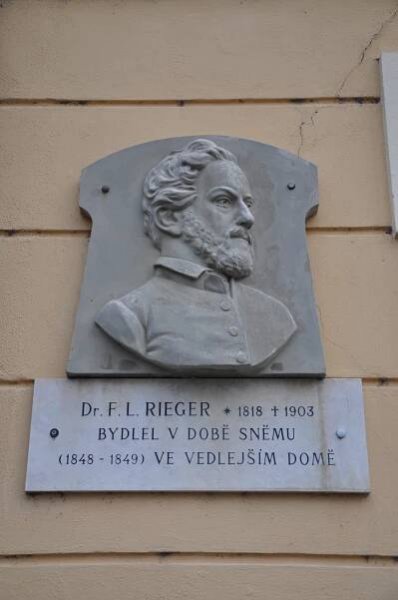 Dr. F. L. RIEGER * 1818 † 1903
BYDLEL V DOBĚ SNĚMU
(1848 - 1849) VE VEDLEJŠÍM DOMĚ